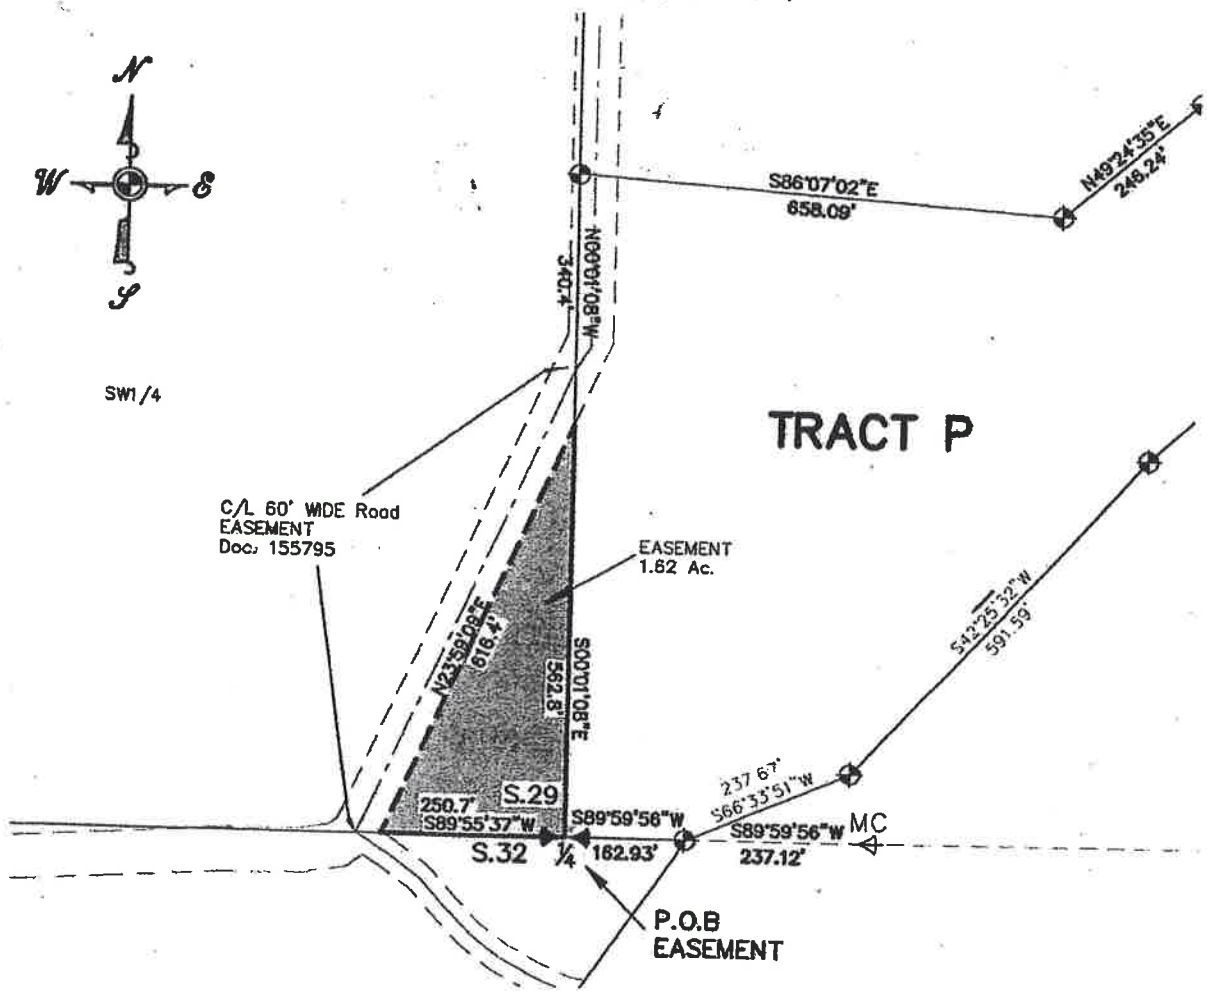 N
W
E
S
S86°07'02"E
658.09'
N49°24'35"E
246.24'
N00°01'08"W
340.4'
SW1/4
TRACT P
C/L 60' WIDE Road
EASEMENT
Doc. 155795
EASEMENT
1.62 Ac.
N23°59'09"E
616.4'
S00°01'08"E
562.8'
S42°25'32"W
591.59'
237.67'
S66°33'51"W
250.7'
S89°55'37"W
S.29
S.32
1/4
S89°59'56"W
162.93'
S89°59'56"W
237.12'
MC
P.O.B
EASEMENT